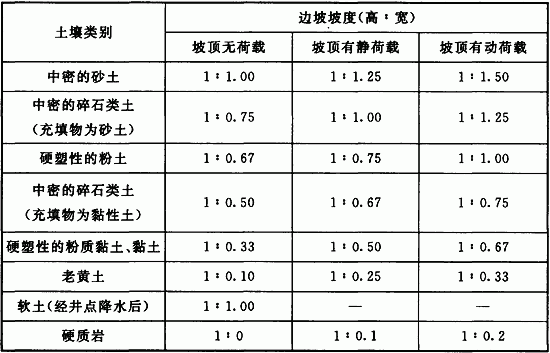 土壤类别
边坡坡度(高：宽)
坡顶无荷载 坡顶有静荷载 坡顶有动荷载
中密的砂土 1：1.00 1：1.25 1：1.50
中密的碎石类土
(充填物为砂土) 1：0.75 1：1.00 1：1.25
硬塑性的粉土 1：0.67 1：0.75 1：1.00
中密的碎石类土
(充填物为黏性土) 1：0.50 1：0.67 1：0.75
硬塑性的粉质黏土、黏土 1：0.33 1：0.50 1：0.67
老黄土 1：0.10 1：0.25 1：0.33
软土(经井点降水后) 1：1.00 — —
硬质岩 1：0 1：0.1 1：0.2